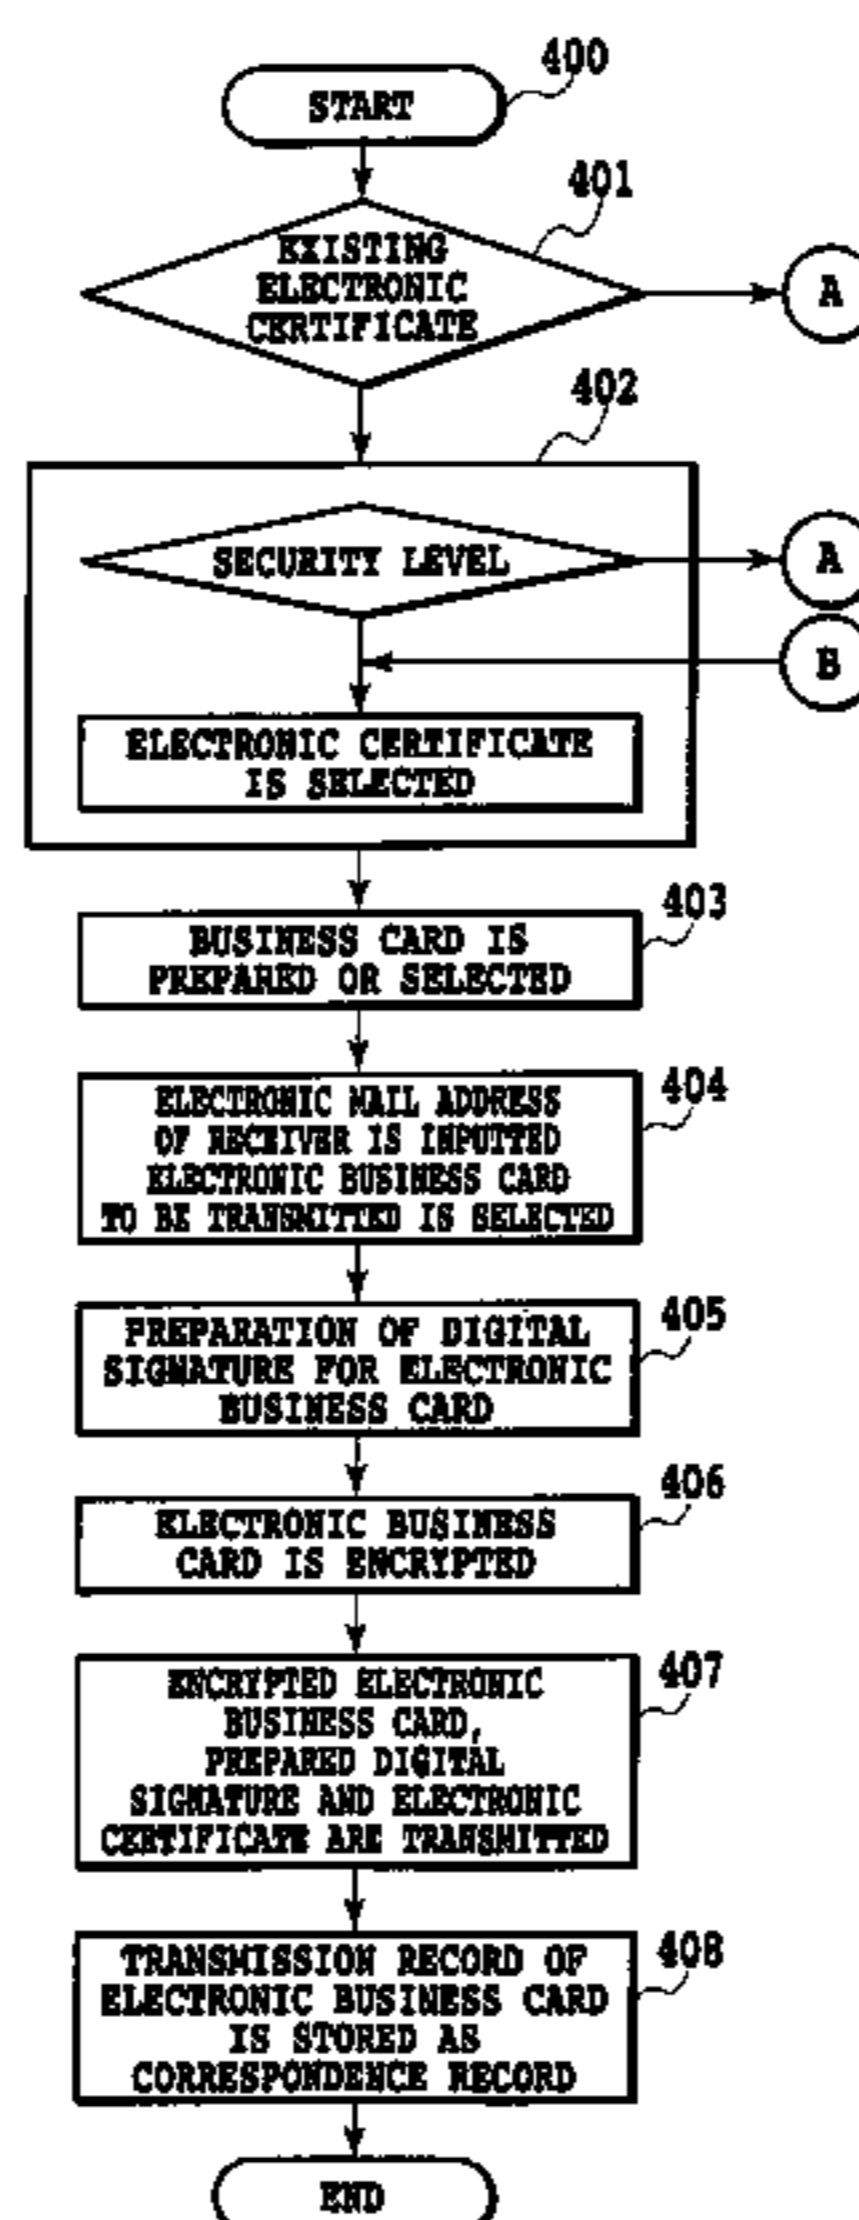 400
START
401
EXISTING
ELECTRONIC
CERTIFICATE
A
402
SECURITY LEVEL
A
B
ELECTRONIC CERTIFICATE
IS SELECTED
403
BUSINESS CARD IS
PREPARED OR SELECTED
404
ELECTRONIC MAIL ADDRESS
OF RECEIVER IS INPUTTED
ELECTRONIC BUSINESS CARD
TO BE TRANSMITTED IS SELECTED
405
PREPARATION OF DIGITAL
SIGNATURE FOR ELECTRONIC
BUSINESS CARD
406
ELECTRONIC BUSINESS
CARD IS ENCRYPTED
407
ENCRYPTED ELECTRONIC
BUSINESS CARD,
PREPARED DIGITAL
SIGNATURE AND ELECTRONIC
CERTIFICATE ARE TRANSMITTED
408
TRANSMISSION RECORD OF
ELECTRONIC BUSINESS CARD
IS STORED AS
CORRESPONDENCE RECORD
END